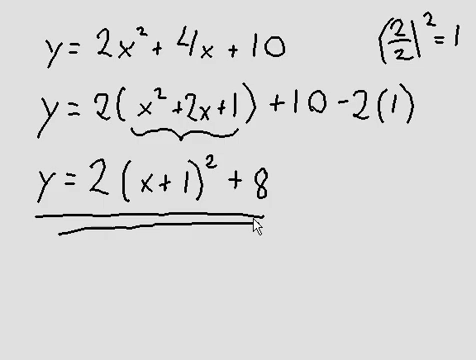 y = 2x² + 4x + 10
(2/2)² = 1
y = 2(x² + 2x + 1) + 10 - 2(1)
y = 2(x + 1)² + 8